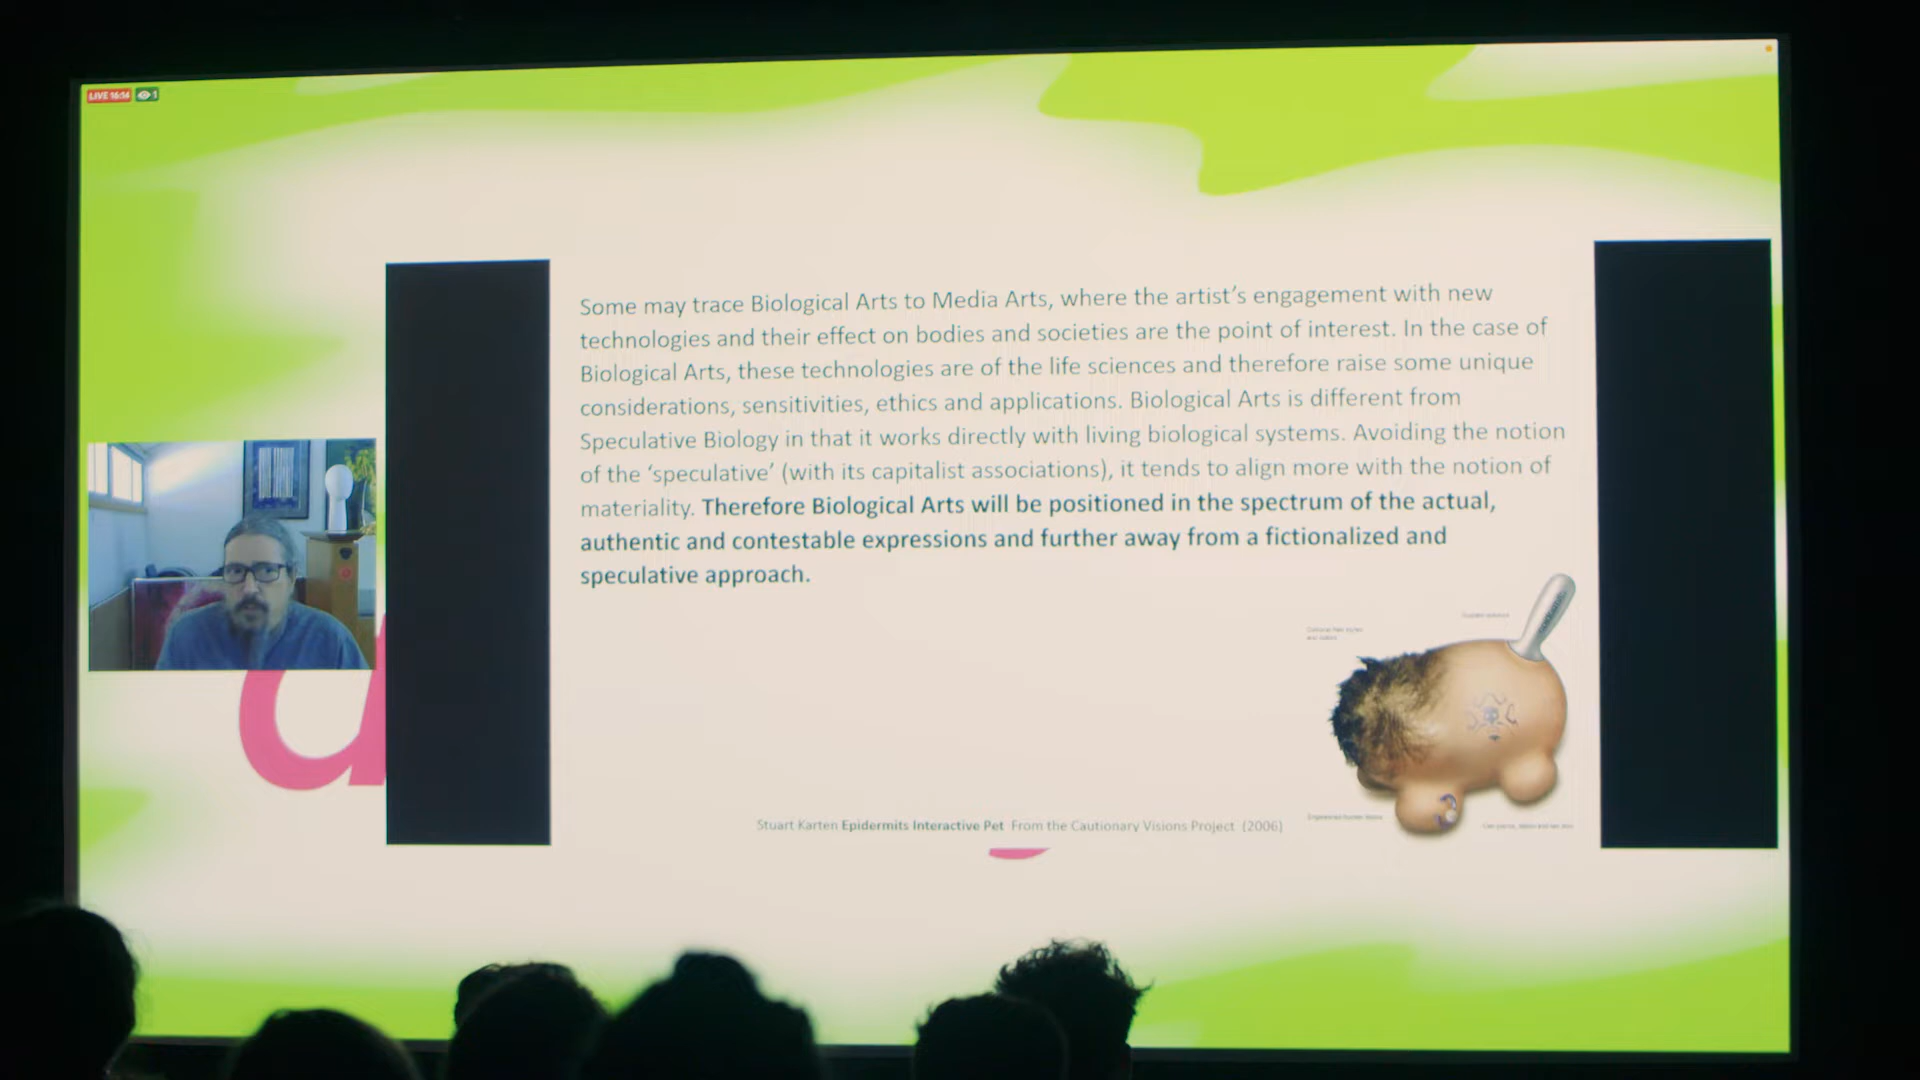 LIVE 16:14
1
Some may trace Biological Arts to Media Arts, where the artist's engagement with new
technologies and their effect on bodies and societies are the point of interest. In the case of
Biological Arts, these technologies are of the life sciences and therefore raise some unique
considerations, sensitivities, ethics and applications. Biological Arts is different from
Speculative Biology in that it works directly with living biological systems. Avoiding the notion
of the ‘speculative’ (with its capitalist associations), it tends to align more with the notion of
materiality. Therefore Biological Arts will be positioned in the spectrum of the actual,
authentic and contestable expressions and further away from a fictionalized and
speculative approach.
Stuart Karten Epidermits Interactive Pet From the Cautionary Visions Project (2006)